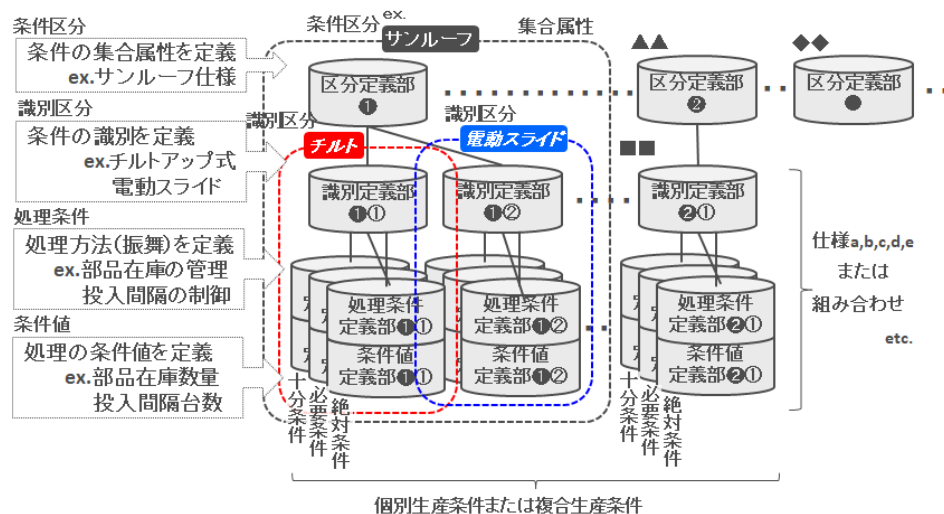 条件区分
条件の集合属性を定義
ex.サンルーフ仕様
識別区分
条件の識別を定義
ex.チルトアップ式
電動スライド
処理条件
処理方法(振舞)を定義
ex.部品在庫の管理
投入間隔の制御
条件値
処理の条件値を定義
ex.部品在庫数量
投入間隔台数
条件区分
ex.
サンルーフ
集合属性
区分定義部
❶
▲▲
区分定義部
❷
◆◆
区分定義部
●
識別区分
チルト
識別区分
電動スライド
■■
識別定義部
❶①
識別定義部
❶②
識別定義部
❷①
処理条件
定義部❶①
条件値
定義部❶①
処理条件
定義部❶②
条件値
定義部❶②
処理条件
定義部❷①
条件値
定義部❷①
十分条件
必要条件
絶対条件
十分条件
必要条件
絶対条件
仕様a,b,c,d,e
または
組み合わせ
etc.
個別生産条件または複合生産条件